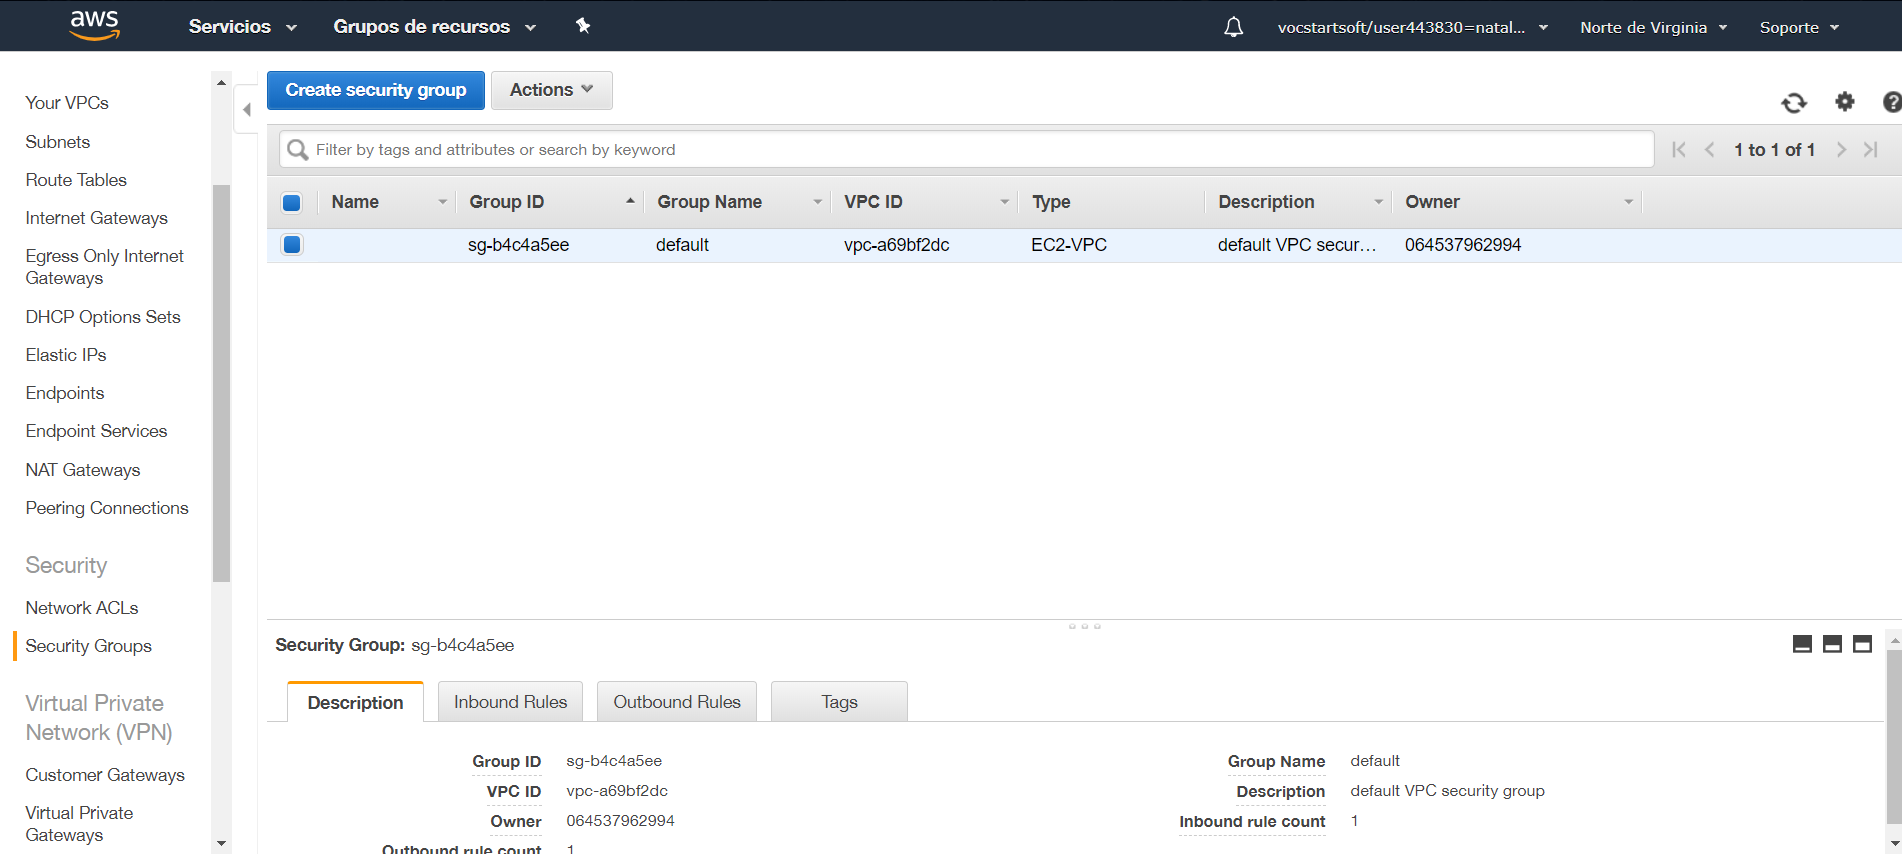 aws Servicios Grupos de recursos vocstartsoft/user443830=natal... Norte de Virginia Soporte
Your VPCs
Subnets
Route Tables
Internet Gateways
Egress Only Internet
Gateways
DHCP Options Sets
Elastic IPs
Endpoints
Endpoint Services
NAT Gateways
Peering Connections
Security
Network ACLs
Security Groups
Virtual Private
Network (VPN)
Customer Gateways
Virtual Private
Gateways
Create security group Actions
Filter by tags and attributes or search by keyword 1 to 1 of 1
Name Group ID Group Name VPC ID Type Description Owner
sg-b4c4a5ee default vpc-a69bf2dc EC2-VPC default VPC secur... 064537962994
Security Group: sg-b4c4a5ee
Description Inbound Rules Outbound Rules Tags
Group ID sg-b4c4a5ee Group Name default
VPC ID vpc-a69bf2dc Description default VPC security group
Owner 064537962994 Inbound rule count 1
Outbound rule count 1